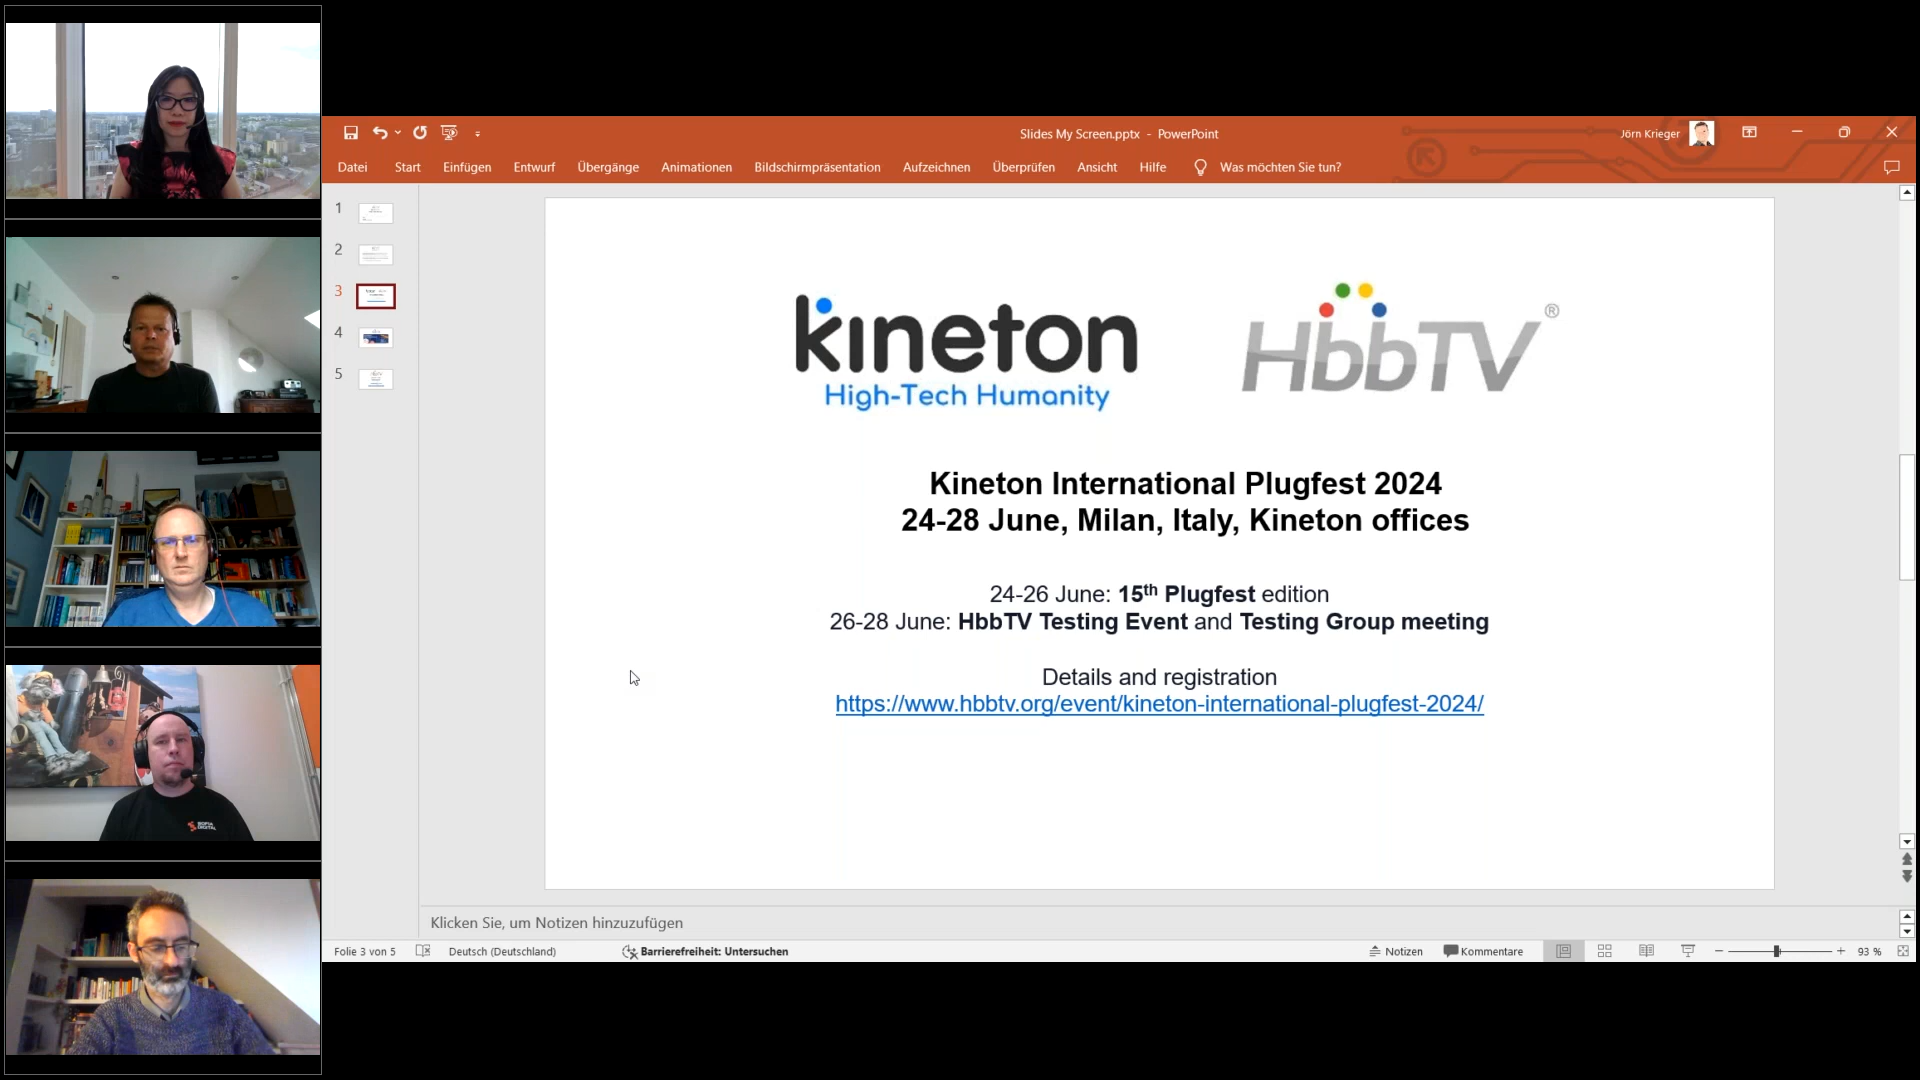 Slides My Screen.pptx - PowerPoint
Jörn Krieger
Datei Start Einfügen Entwurf Übergänge Animationen Bildschirmpräsentation Aufzeichnen Überprüfen Ansicht Hilfe Was möchten Sie tun?
1
2
3
4
5
kineton
High-Tech Humanity
HbbTV ®
Kineton International Plugfest 2024
24-28 June, Milan, Italy, Kineton offices
24-26 June: 15th Plugfest edition
26-28 June: HbbTV Testing Event and Testing Group meeting
Details and registration
https://www.hbbtv.org/event/kineton-international-plugfest-2024/
Klicken Sie, um Notizen hinzuzufügen
Folie 3 von 5 Deutsch (Deutschland) Barrierefreiheit: Untersuchen Notizen Kommentare 93 %